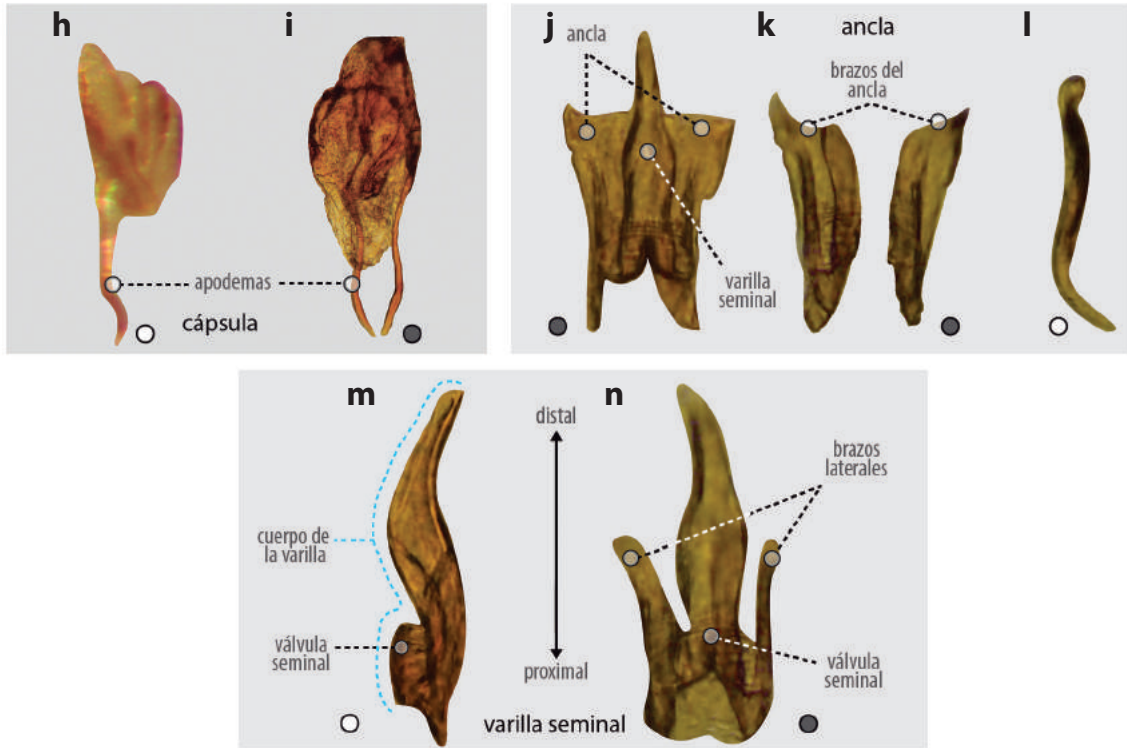 h
i
apodemas
cápsula
j
ancla
k
ancla
l
brazos del
ancla
varilla
seminal
m
distal
n
brazos
laterales
cuerpo de
la varilla
válvula
seminal
proximal
válvula
seminal
varilla seminal